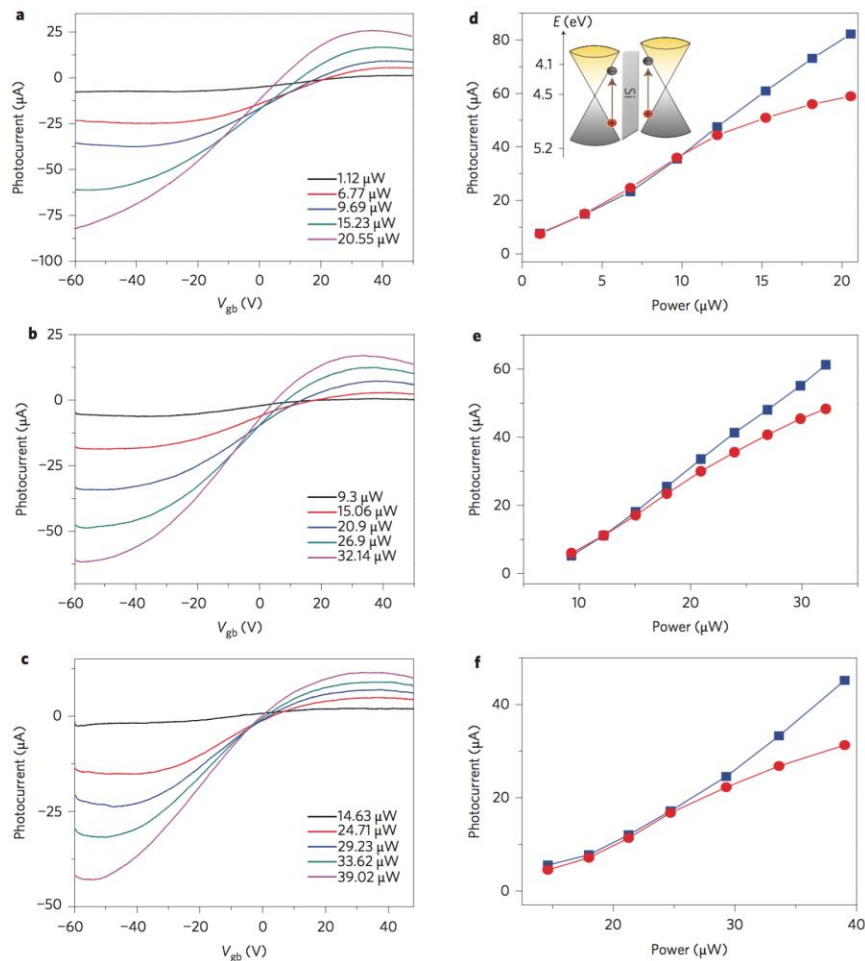 a
25
0
−25
−50
−75
−100
Photocurrent (µA)
1.12 µW
6.77 µW
9.69 µW
15.23 µW
20.55 µW
−60
−40
−20
0
20
40
V gb (V)
d
E (eV)
4.1
4.5
5.2
Si
80
60
40
20
0
Photocurrent (µA)
0
5
10
15
20
Power (µW)
b
25
0
−25
−50
Photocurrent (µA)
9.3 µW
15.06 µW
20.9 µW
26.9 µW
32.14 µW
−60
−40
−20
0
20
40
V gb (V)
e
60
40
20
0
Photocurrent (µA)
10
20
30
Power (µW)
c
0
−25
−50
Photocurrent (µA)
14.63 µW
24.71 µW
29.23 µW
33.62 µW
39.02 µW
−60
−40
−20
0
20
40
V gb (V)
f
40
20
0
Photocurrent (µA)
20
30
40
Power (µW)